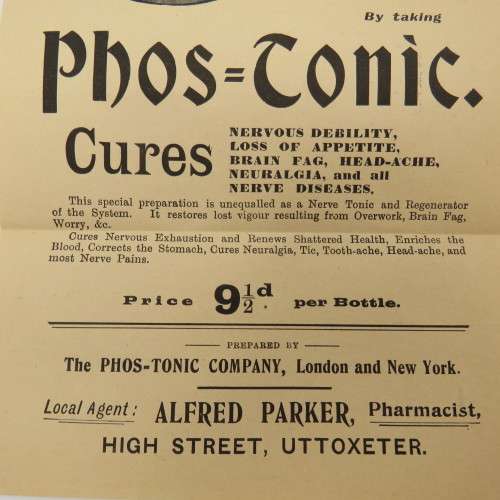 By taking
Phos=Tonic.
Cures
NERVOUS DEBILITY,
LOSS OF APPETITE,
BRAIN FAG, HEAD-ACHE,
NEURALGIA, and all
NERVE DISEASES.
This special preparation is unequalled as a Nerve Tonic and Regenerator
of the System. It restores lost vigour resulting from Overwork, Brain Fag,
Worry, &c.
Cures Nervous Exhaustion and Renews Shattered Health, Enriches the
Blood, Corrects the Stomach, Cures Neuralgia, Tic, Tooth-ache, Head-ache, and
most Nerve Pains.
Price 9½d. per Bottle.
PREPARED BY
The PHOS-TONIC COMPANY, London and New York.
Local Agent: ALFRED PARKER, Pharmacist,
HIGH STREET, UTTOXETER.